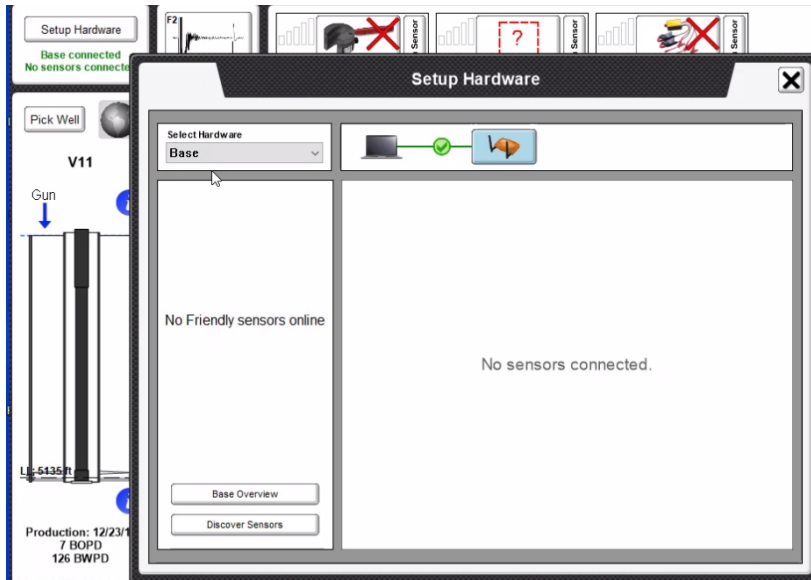 Setup Hardware
Base connected
No sensors connecte
F2
Sensor
?
Sensor
Sensor
Setup Hardware
Pick Well
V11
Gun
Select Hardware
Base
No Friendly sensors online
No sensors connected.
LL: 5135 ft
Base Overview
Discover Sensors
Production: 12/23/1
7 BOPD
126 BWPD